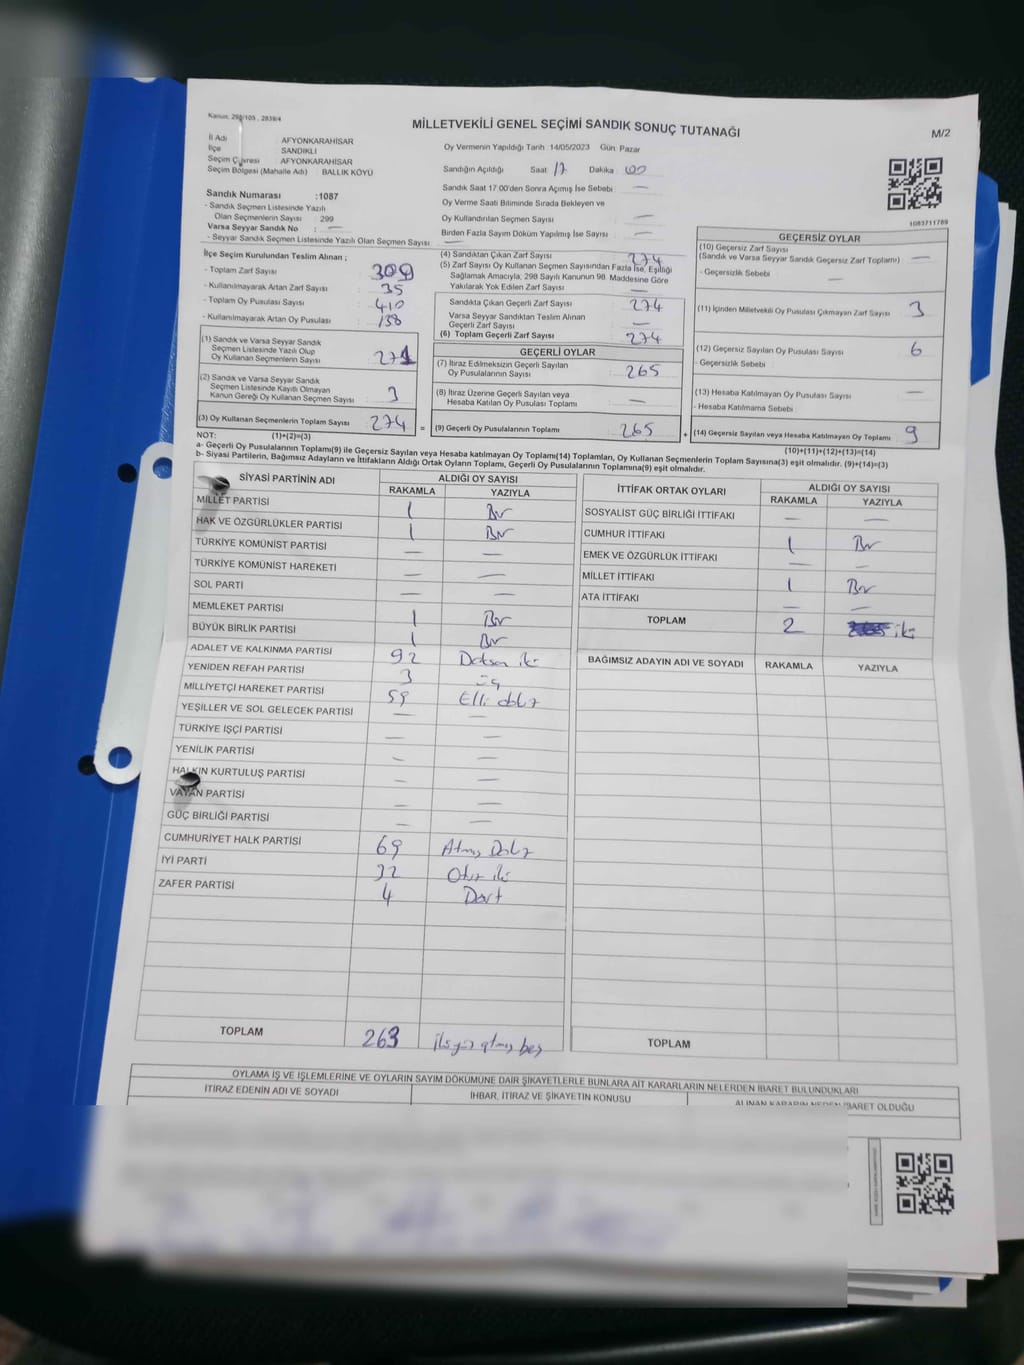 Kanun: 298/105 , 2839/4
MİLLETVEKİLİ GENEL SEÇİMİ SANDIK SONUÇ TUTANAĞI
M/2
İl Adı AFYONKARAHİSAR
İlçe SANDIKLI
Seçim Çevresi AFYONKARAHİSAR
Seçim Bölgesi (Mahalle Adı) : BALLIK KÖYÜ
Sandık Numarası :1087
- Sandık Seçmen Listesinde Yazılı
Olan Seçmenlerin Sayısı : 299
Varsa Seyyar Sandık No : —
- Seyyar Sandık Seçmen Listesinde Yazılı Olan Seçmen Sayısı —
Oy Vermenin Yapıldığı Tarih 14/05/2023 Gün: Pazar
Sandığın Açıldığı Saat 17 Dakika 00
Sandık Saat 17:00'den Sonra Açımış İse Sebebi —
Oy Verme Saati Bitiminde Sırada Bekleyen ve
Oy Kullandırılan Seçmen Sayısı —
Birden Fazla Sayım Döküm Yapılmış İse Sayısı —
1083711789
İlçe Seçim Kurulundan Teslim Alınan ;
- Toplam Zarf Sayısı 309
- Kullanılmayarak Artan Zarf Sayısı 35
- Toplam Oy Pusulası Sayısı 410
- Kullanılmayarak Artan Oy Pusulası 138
(1) Sandık ve Varsa Seyyar Sandık
Seçmen Listesinde Yazılı Olup
Oy Kullanan Seçmenlerin Sayısı 271
(2) Sandık ve Varsa Seyyar Sandık
Seçmen Listesinde Kayıtlı Olmayan
Kanun Gereği Oy Kullanan Seçmen Sayısı 3
(3) Oy Kullanan Seçmenlerin Toplam Sayısı 274 =
(4) Sandıktan Çıkan Zarf Sayısı 274
(5) Zarf Sayısı Oy Kullanan Seçmen Sayısından Fazla İse, Eşitliği
Sağlamak Amacıyla, 298 Sayılı Kanunun 98. Maddesine Göre
Yakılarak Yok Edilen Zarf Sayısı —
Sandıkta Çıkan Geçerli Zarf Sayısı 274
Varsa Seyyar Sandıktan Teslim Alınan
Geçerli Zarf Sayısı —
(6) Toplam Geçerli Zarf Sayısı 274
GEÇERLİ OYLAR
(7) İtiraz Edilmeksizin Geçerli Sayılan
Oy Pusulalarının Sayısı 265
(8) İtiraz Üzerine Geçerli Sayılan veya
Hesaba Katılan Oy Pusulası Toplamı —
(9) Geçerli Oy Pusulalarının Toplamı 265 +
GEÇERSİZ OYLAR
(10) Geçersiz Zarf Sayısı
(Sandık ve Varsa Seyyar Sandık Geçersiz Zarf Toplamı) —
- Geçersizlik Sebebi —
(11) İçinden Milletvekili Oy Pusulası Çıkmayan Zarf Sayısı 3
(12) Geçersiz Sayılan Oy Pusulası Sayısı 6
- Geçersizlik Sebebi
(13) Hesaba Katılmayan Oy Pusulası Sayısı —
- Hesaba Katılmama Sebebi
(14) Geçersiz Sayılan veya Hesaba Katılmayan Oy Toplamı 9
NOT: (1)+(2)=(3)
(10)+(11)+(12)+(13)=(14)
a- Geçerli Oy Pusulalarının Toplamı(9) ile Geçersiz Sayılan veya Hesaba katılmayan Oy Toplamı(14) Toplamları, Oy Kullanan Seçmenlerin Toplam Sayısına(3) eşit olmalıdır. (9)+(14)=(3)
b- Siyasi Partilerin, Bağımsız Adayların ve İttifakların Aldığı Ortak Oyların Toplamı, Geçerli Oy Pusulalarının Toplamına(9) eşit olmalıdır.
SİYASİ PARTİNİN ADI
ALDIĞI OY SAYISI
RAKAMLA YAZIYLA
MİLLET PARTİSİ 1 Bir
HAK VE ÖZGÜRLÜKLER PARTİSİ 1 Bir
TÜRKİYE KOMÜNİST PARTİSİ — —
TÜRKİYE KOMÜNİST HAREKETİ — —
SOL PARTİ — —
MEMLEKET PARTİSİ 1 Bir
BÜYÜK BİRLİK PARTİSİ 1 Bir
ADALET VE KALKINMA PARTİSİ 92 Doksan iki
YENİDEN REFAH PARTİSİ 3 üç
MİLLİYETÇİ HAREKET PARTİSİ 59 Elli dokuz
YEŞİLLER VE SOL GELECEK PARTİSİ — —
TÜRKİYE İŞÇİ PARTİSİ — —
YENİLİK PARTİSİ — —
HALKIN KURTULUŞ PARTİSİ — —
VATAN PARTİSİ — —
GÜÇ BİRLİĞİ PARTİSİ — —
CUMHURİYET HALK PARTİSİ 69 Atmış Dokuz
İYİ PARTİ 32 Otuz iki
ZAFER PARTİSİ 4 Dört
TOPLAM 263 ikiyüz atmış beş
İTTİFAK ORTAK OYLARI
ALDIĞI OY SAYISI
RAKAMLA YAZIYLA
SOSYALİST GÜÇ BİRLİĞİ İTTİFAKI — —
CUMHUR İTTİFAKI 1 Bir
EMEK VE ÖZGÜRLÜK İTTİFAKI — —
MİLLET İTTİFAKI 1 Bir
ATA İTTİFAKI — —
TOPLAM 2 iki
BAĞIMSIZ ADAYIN ADI VE SOYADI RAKAMLA YAZIYLA
TOPLAM
OYLAMA İŞ VE İŞLEMLERİNE VE OYLARIN SAYIM DÖKÜMÜNE DAİR ŞİKAYETLERLE BUNLARA AİT KARARLARIN NELERDEN İBARET BULUNDUKLARI
İTİRAZ EDENİN ADI VE SOYADI
İHBAR, İTİRAZ VE ŞİKAYETİN KONUSU
ALINAN KARARIN NEDEN İBARET OLDUĞU